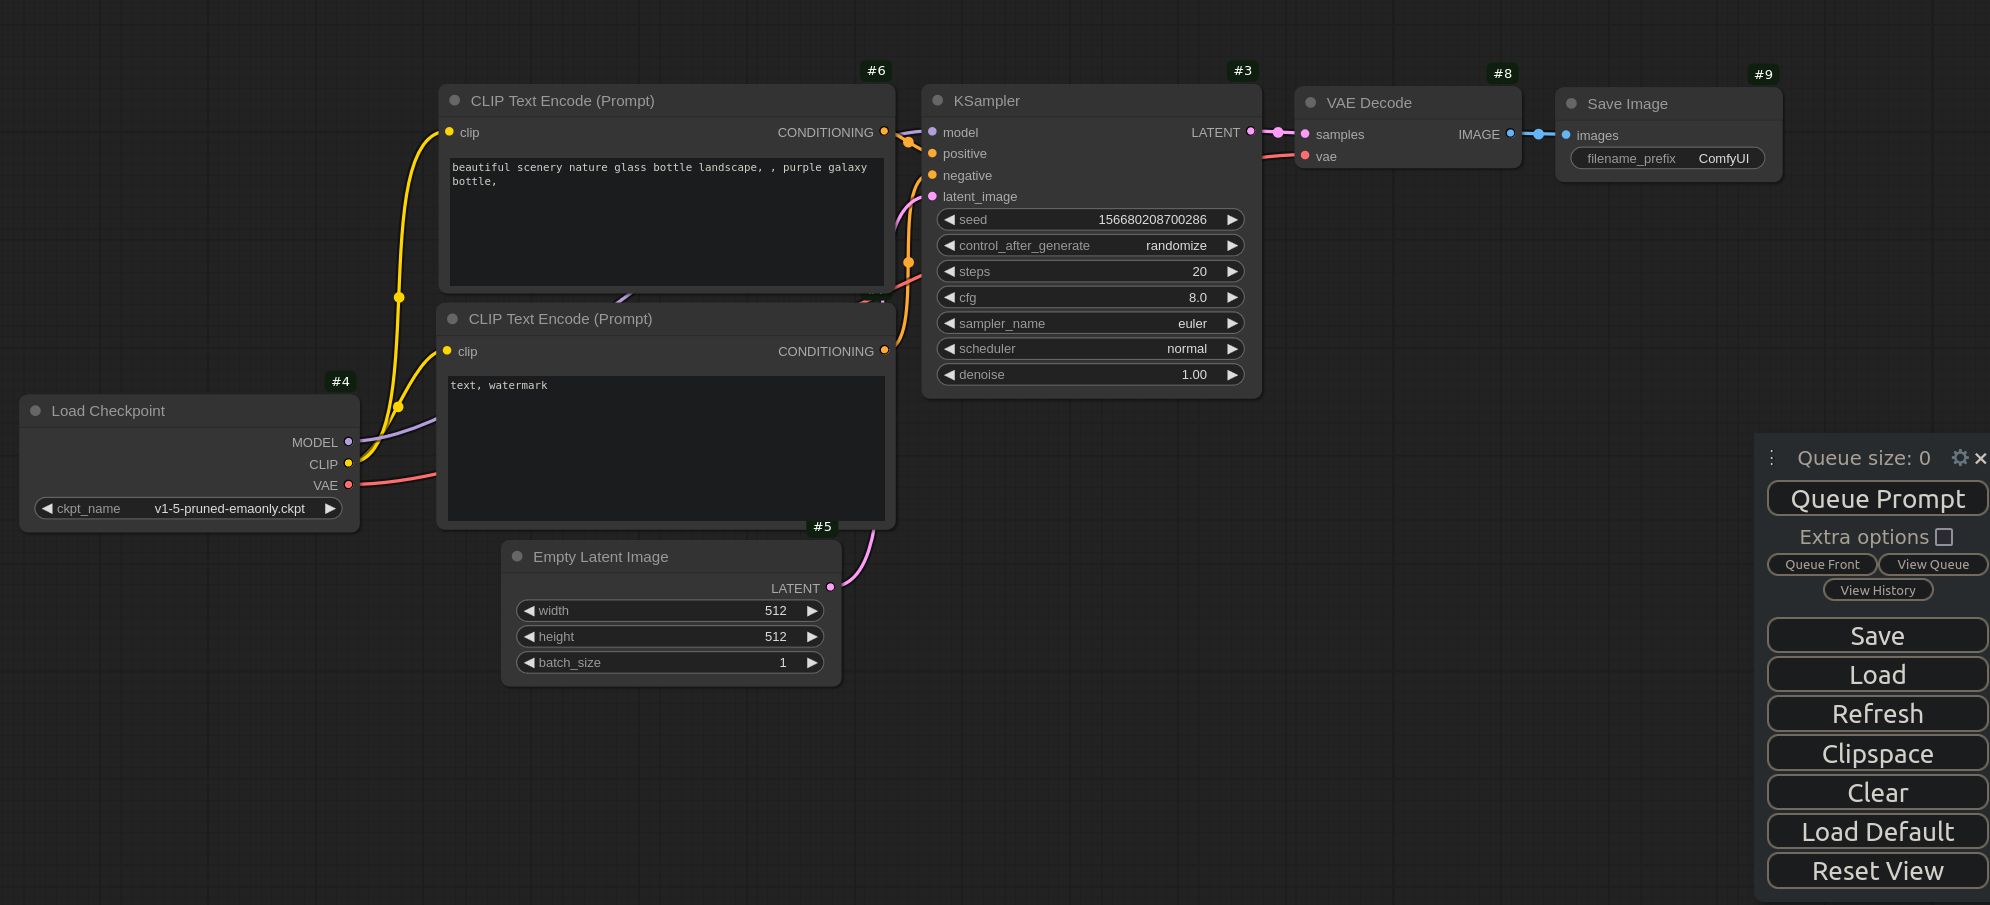 #6
CLIP Text Encode (Prompt)
clip
CONDITIONING
beautiful scenery nature glass bottle landscape, , purple galaxy
bottle,
CLIP Text Encode (Prompt)
clip
CONDITIONING
text, watermark
#4
Load Checkpoint
MODEL
CLIP
VAE
ckpt_name v1-5-pruned-emaonly.ckpt
#5
Empty Latent Image
LATENT
width 512
height 512
batch_size 1
#3
KSampler
model
LATENT
positive
negative
latent_image
seed 156680208700286
control_after_generate randomize
steps 20
cfg 8.0
sampler_name euler
scheduler normal
denoise 1.00
#8
VAE Decode
samples
IMAGE
vae
#9
Save Image
images
filename_prefix ComfyUI
Queue size: 0
Queue Prompt
Extra options
Queue Front
View Queue
View History
Save
Load
Refresh
Clipspace
Clear
Load Default
Reset View